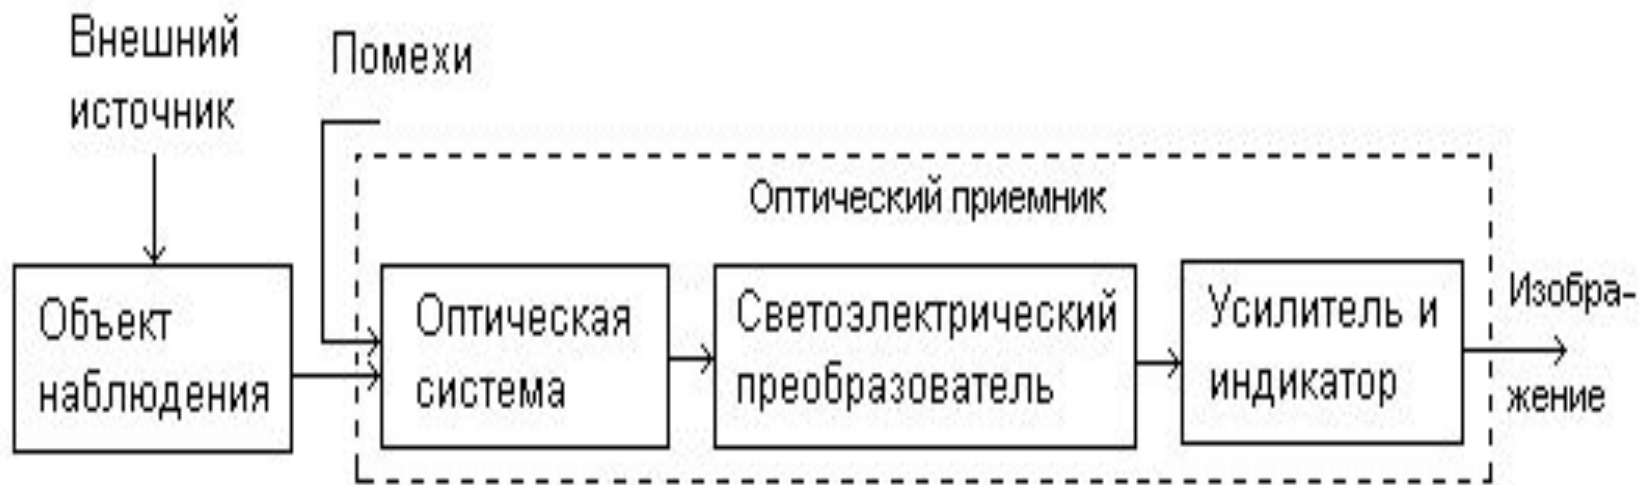 Внешний
источник
Помехи
Оптический приемник
Объект
наблюдения
Оптическая
система
Светоэлектрический
преобразователь
Усилитель и
индикатор
Изобра-
жение